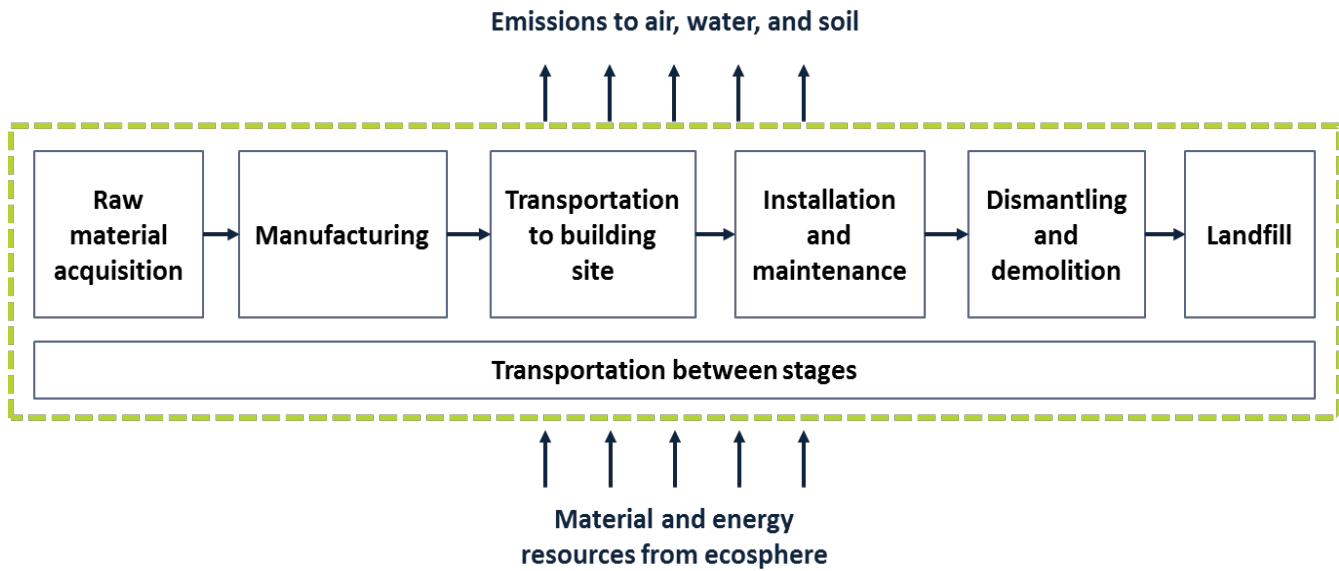 Emissions to air, water, and soil
Raw
material
acquisition
Manufacturing
Transportation
to building
site
Installation
and
maintenance
Dismantling
and
demolition
Landfill
Transportation between stages
Material and energy
resources from ecosphere